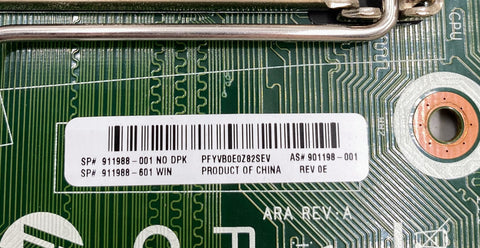 CPU
SP# 911988-001 NO DPK PFYVB0E0Z82SEV AS# 901198-001
SP# 911988-601 WIN PRODUCT OF CHINA REV 0E
ARA REV:A